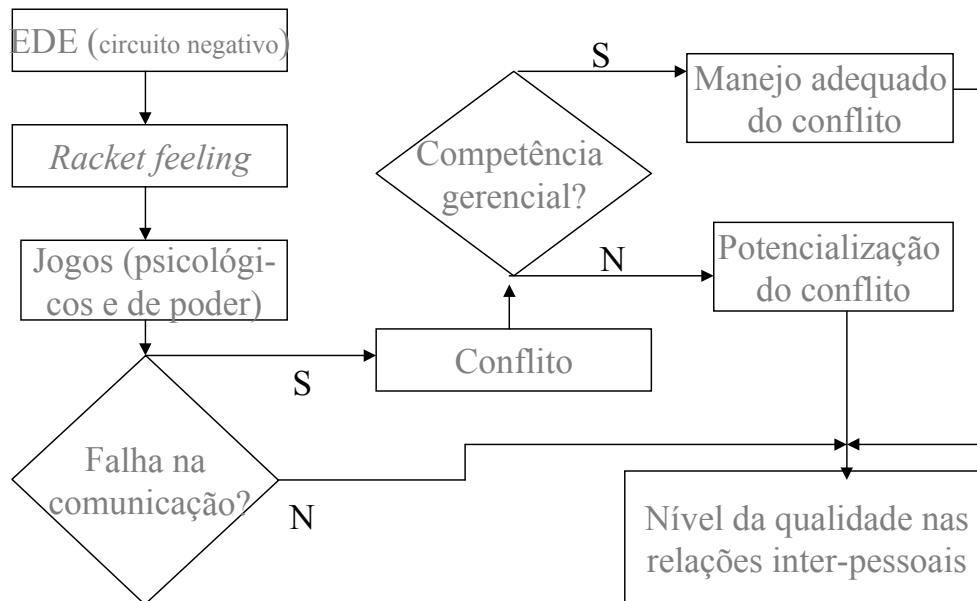 EDE (circuito negativo)
Racket feeling
Jogos (psicológi-
cos e de poder)
Falha na
comunicação?
S
N
Conflito
Competência
gerencial?
S
N
Manejo adequado
do conflito
Potencialização
do conflito
Nível da qualidade nas
relações inter-pessoais